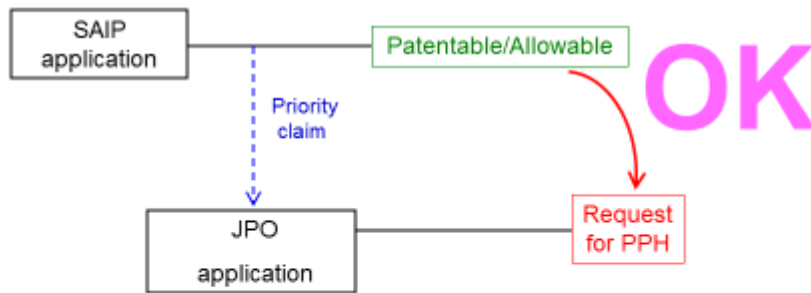 SAIP
application
Patentable/Allowable
OK
Priority
claim
JPO
application
Request
for PPH